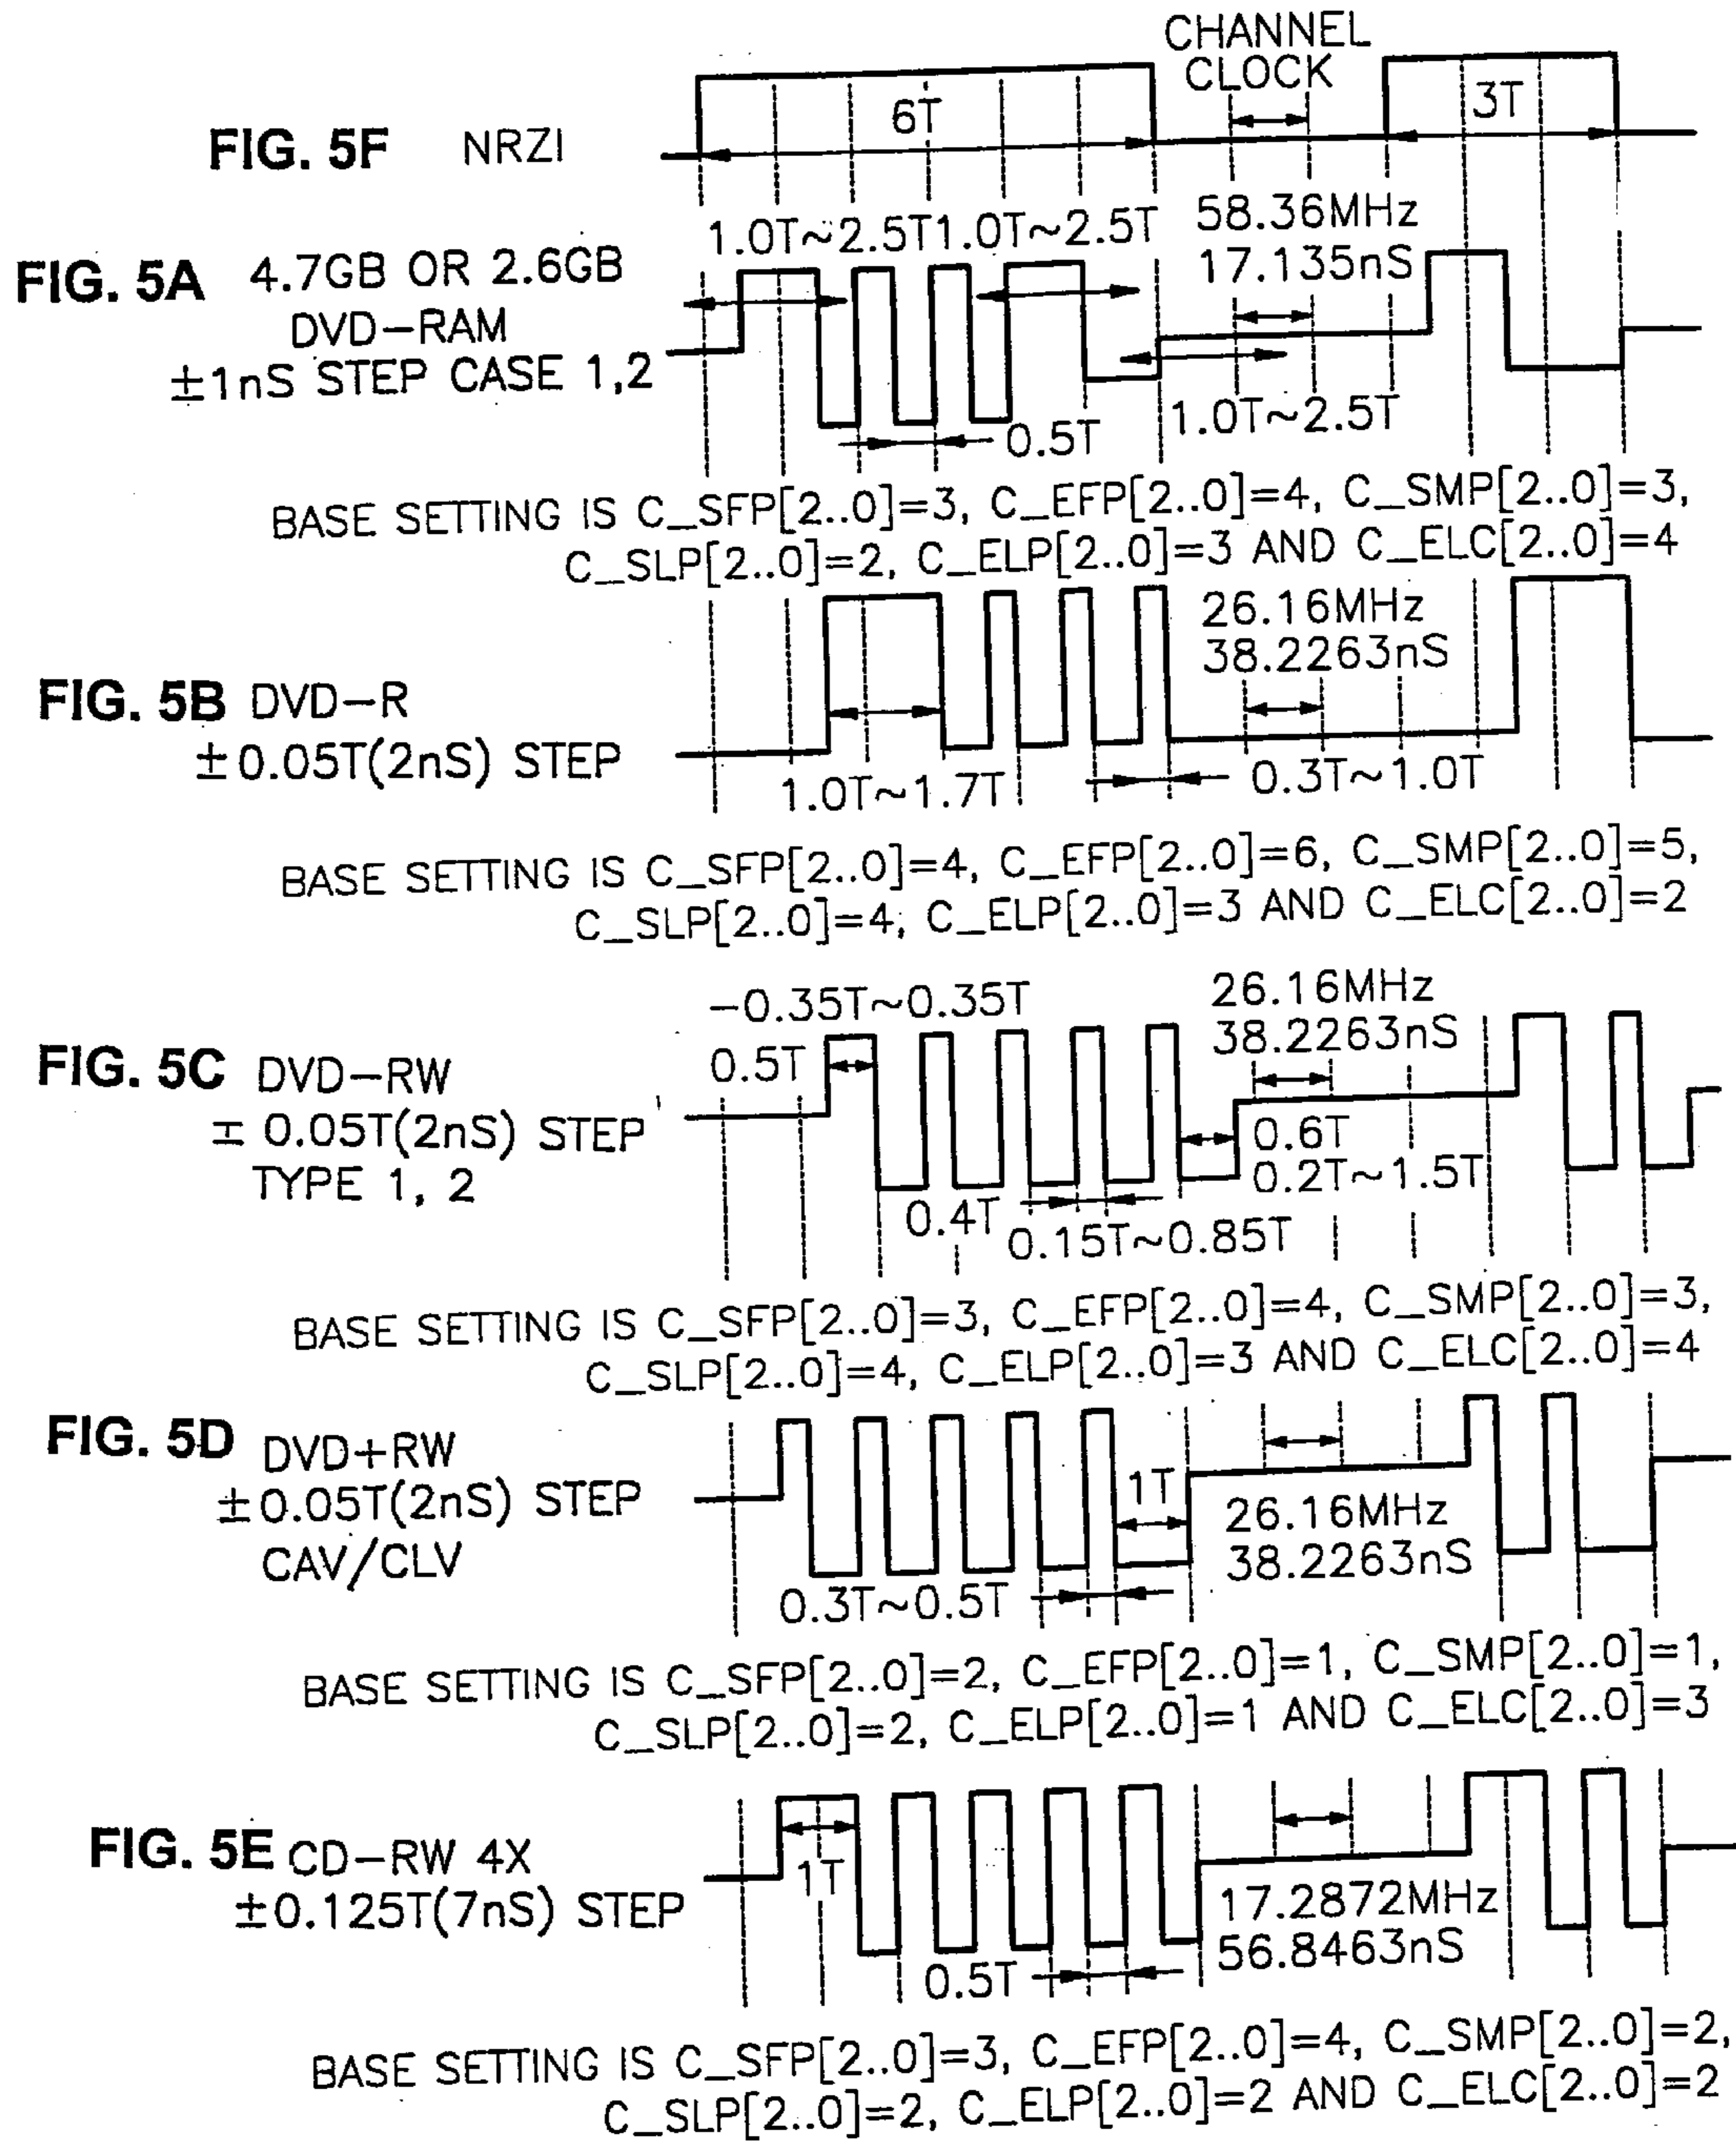 CHANNEL
CLOCK
FIG. 5F NRZI
6T
3T
1.0T~2.5T 1.0T~2.5T
58.36MHz
17.135nS
FIG. 5A 4.7GB OR 2.6GB
DVD-RAM
±1nS STEP CASE 1,2
0.5T
1.0T~2.5T
BASE SETTING IS C_SFP[2..0]=3, C_EFP[2..0]=4, C_SMP[2..0]=3,
C_SLP[2..0]=2, C_ELP[2..0]=3 AND C_ELC[2..0]=4
26.16MHz
38.2263nS
FIG. 5B DVD-R
±0.05T(2nS) STEP
1.0T~1.7T
0.3T~1.0T
BASE SETTING IS C_SFP[2..0]=4, C_EFP[2..0]=6, C_SMP[2..0]=5,
C_SLP[2..0]=4, C_ELP[2..0]=3 AND C_ELC[2..0]=2
-0.35T~0.35T
26.16MHz
38.2263nS
0.5T
FIG. 5C DVD-RW
∓0.05T(2nS) STEP
TYPE 1, 2
0.6T
0.2T~1.5T
0.4T
0.15T~0.85T
BASE SETTING IS C_SFP[2..0]=3, C_EFP[2..0]=4, C_SMP[2..0]=3,
C_SLP[2..0]=4, C_ELP[2..0]=3 AND C_ELC[2..0]=4
FIG. 5D DVD+RW
±0.05T(2nS) STEP
CAV/CLV
1T
26.16MHz
38.2263nS
0.3T~0.5T
BASE SETTING IS C_SFP[2..0]=2, C_EFP[2..0]=1, C_SMP[2..0]=1,
C_SLP[2..0]=2, C_ELP[2..0]=1 AND C_ELC[2..0]=3
FIG. 5E CD-RW 4X
±0.125T(7nS) STEP
1T
17.2872MHz
56.8463nS
0.5T
BASE SETTING IS C_SFP[2..0]=3, C_EFP[2..0]=4, C_SMP[2..0]=2,
C_SLP[2..0]=2, C_ELP[2..0]=2 AND C_ELC[2..0]=2